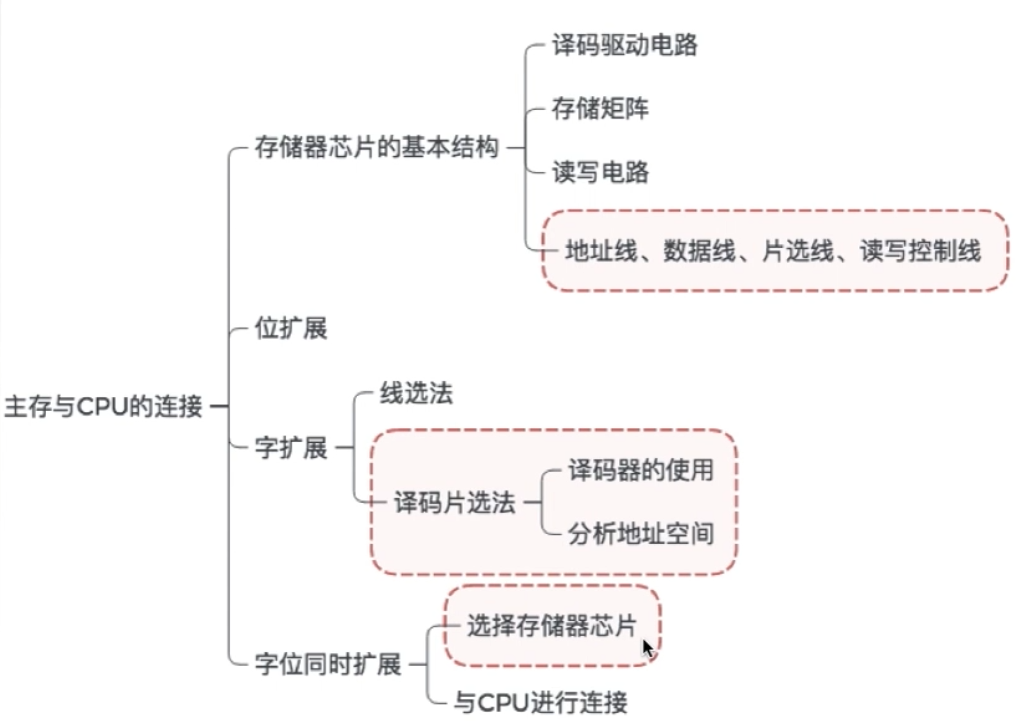 主存与CPU的连接
存储器芯片的基本结构
译码驱动电路
存储矩阵
读写电路
地址线、数据线、片选线、读写控制线
位扩展
字扩展
线选法
译码片选法
译码器的使用
分析地址空间
字位同时扩展
选择存储器芯片
与CPU进行连接